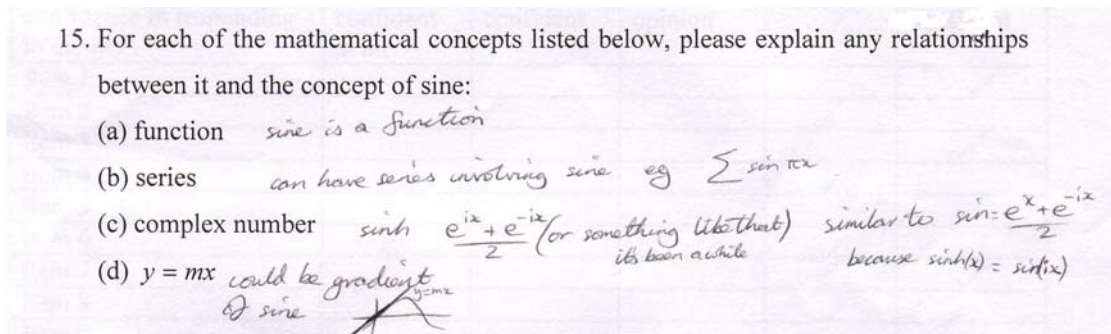 15. For each of the mathematical concepts listed below, please explain any relationships
between it and the concept of sine:
(a) function sine is a function
(b) series can have series involving sine eg Σ sin πx
(c) complex number sinh (e^ix + e^-ix)/2 (or something like that) similar to sin = (e^x + e^-ix)/2
it's been a while because sinh(x) = sin(ix)
(d) y = mx could be gradient
of sine y=mx